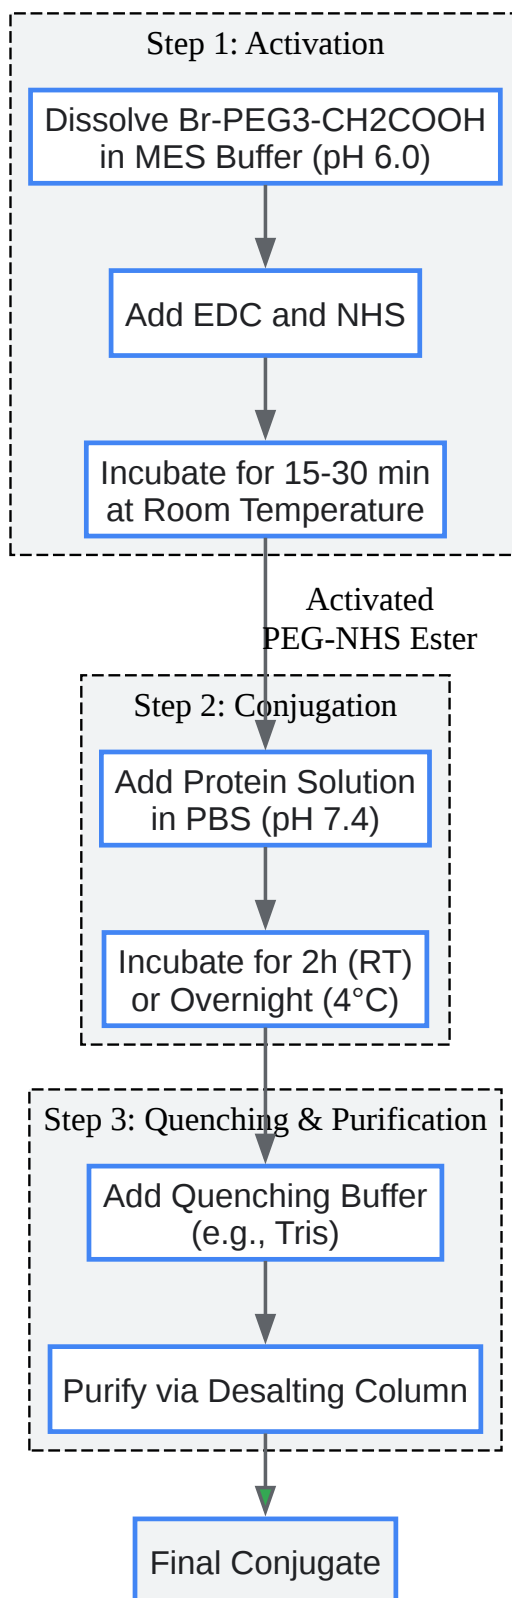 Step 1: Activation
Dissolve Br-PEG3-CH2COOH
in MES Buffer (pH 6.0)
Add EDC and NHS
Incubate for 15-30 min
at Room Temperature
Activated
PEG-NHS Ester
Step 2: Conjugation
Add Protein Solution
in PBS (pH 7.4)
Incubate for 2h (RT)
or Overnight (4°C)
Step 3: Quenching & Purification
Add Quenching Buffer
(e.g., Tris)
Purify via Desalting Column
Final Conjugate